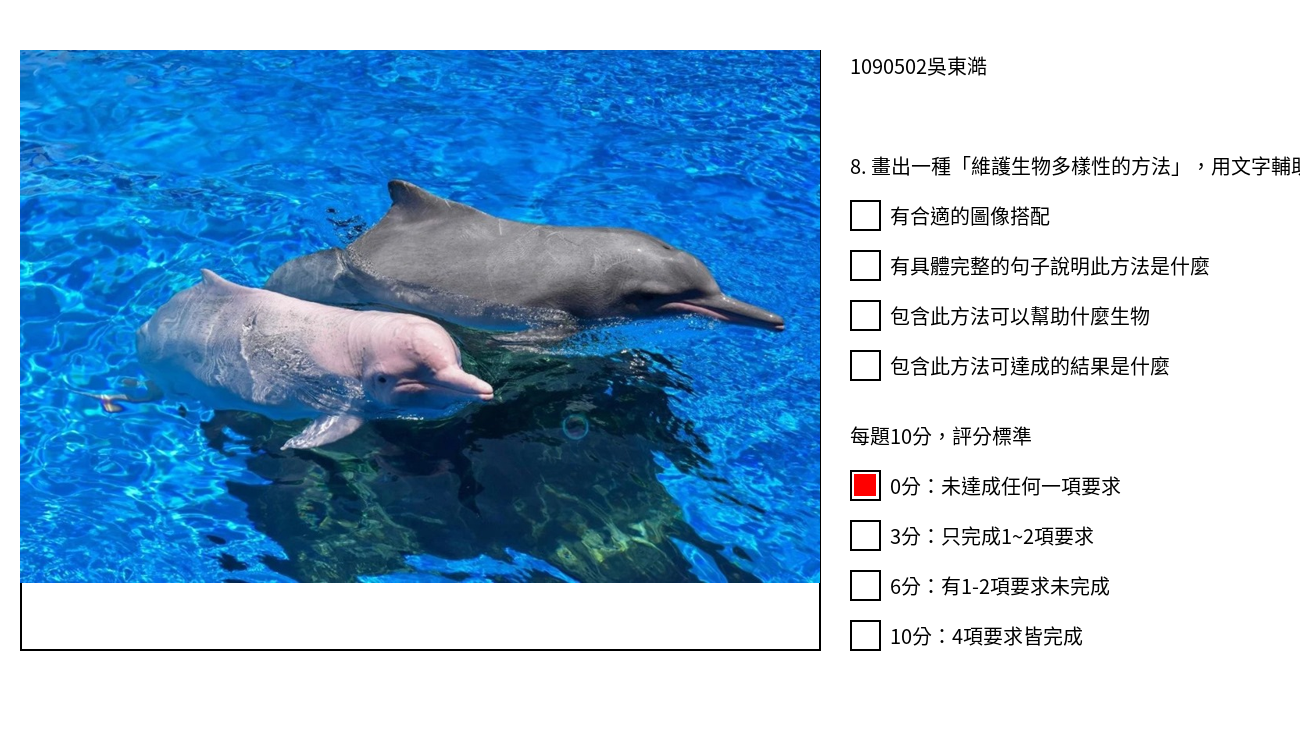 1090502吳東澔
8. 畫出一種「維護生物多樣性的方法」，用文字輔
有合適的圖像搭配
有具體完整的句子說明此方法是什麼
包含此方法可以幫助什麼生物
包含此方法可達成的結果是什麼
每題10分，評分標準
0分：未達成任何一項要求
3分：只完成1~2項要求
6分：有1-2項要求未完成
10分：4項要求皆完成